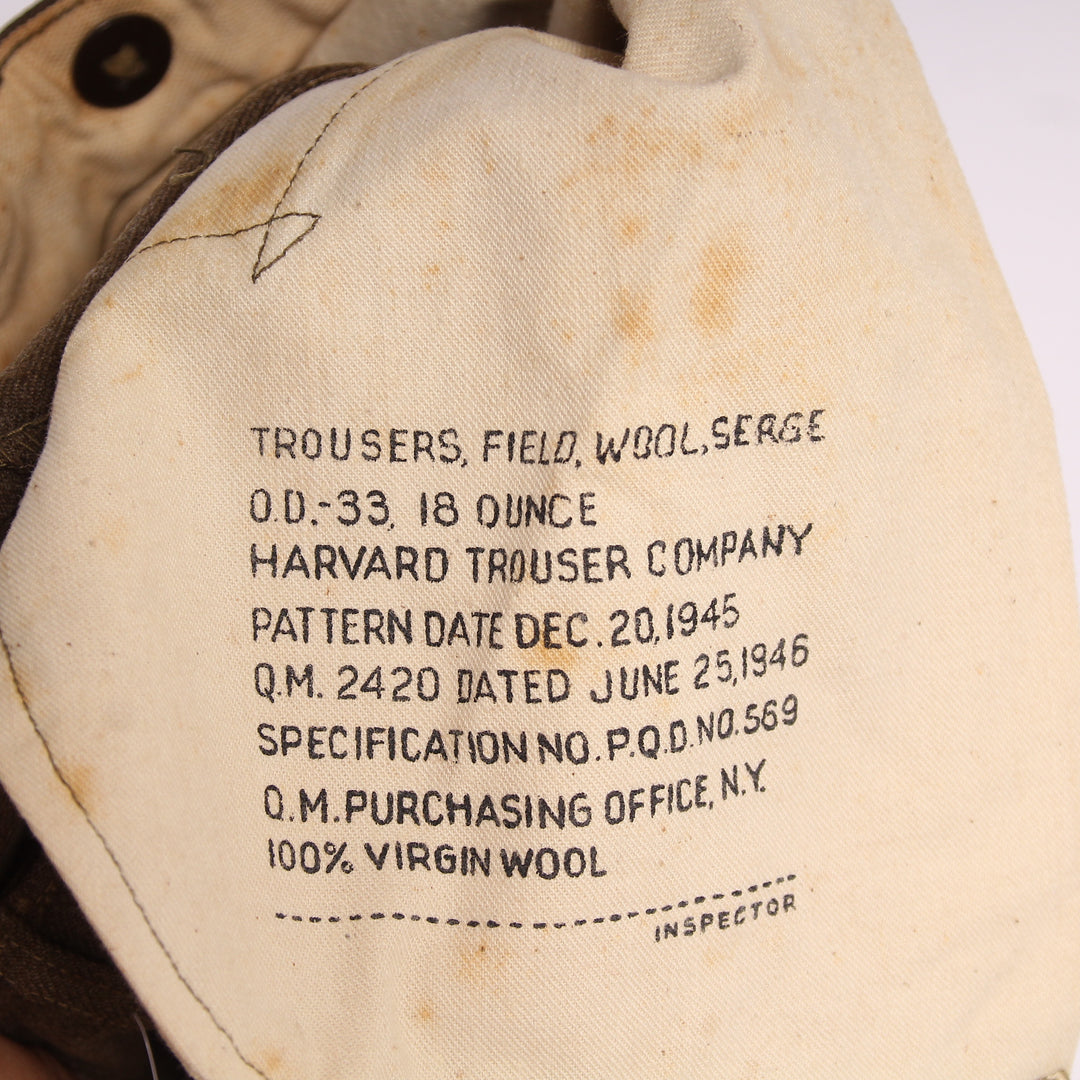 TROUSERS, FIELD, WOOL, SERGE
O.D.-33, 18 OUNCE
HARVARD TROUSER COMPANY
PATTERN DATE DEC. 20, 1945
Q.M. 2420 DATED JUNE 25, 1946
SPECIFICATION NO. P.Q.D. NO. 569
Q.M. PURCHASING OFFICE, N.Y.
100% VIRGIN WOOL
INSPECTOR